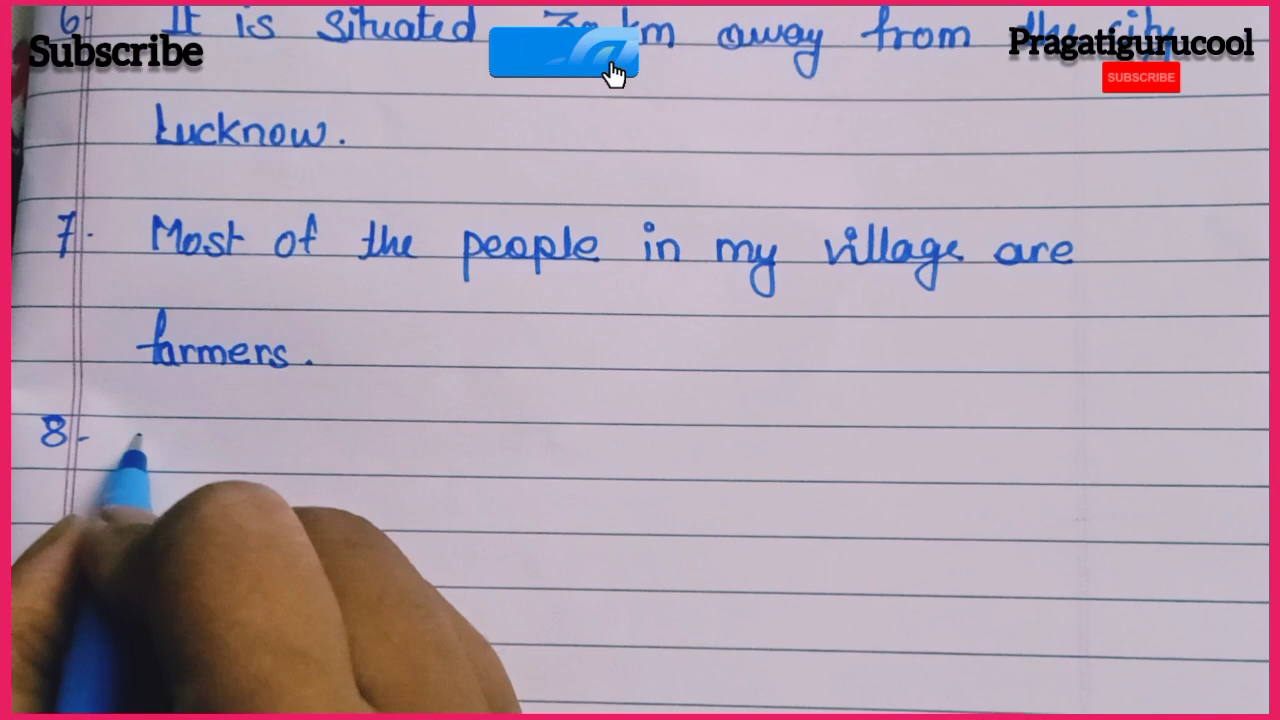 6. It is situated km away from the city
Subscribe
Pragatigurucool
SUBSCRIBE
Lucknow.
7. Most of the people in my village are
farmers.
8-